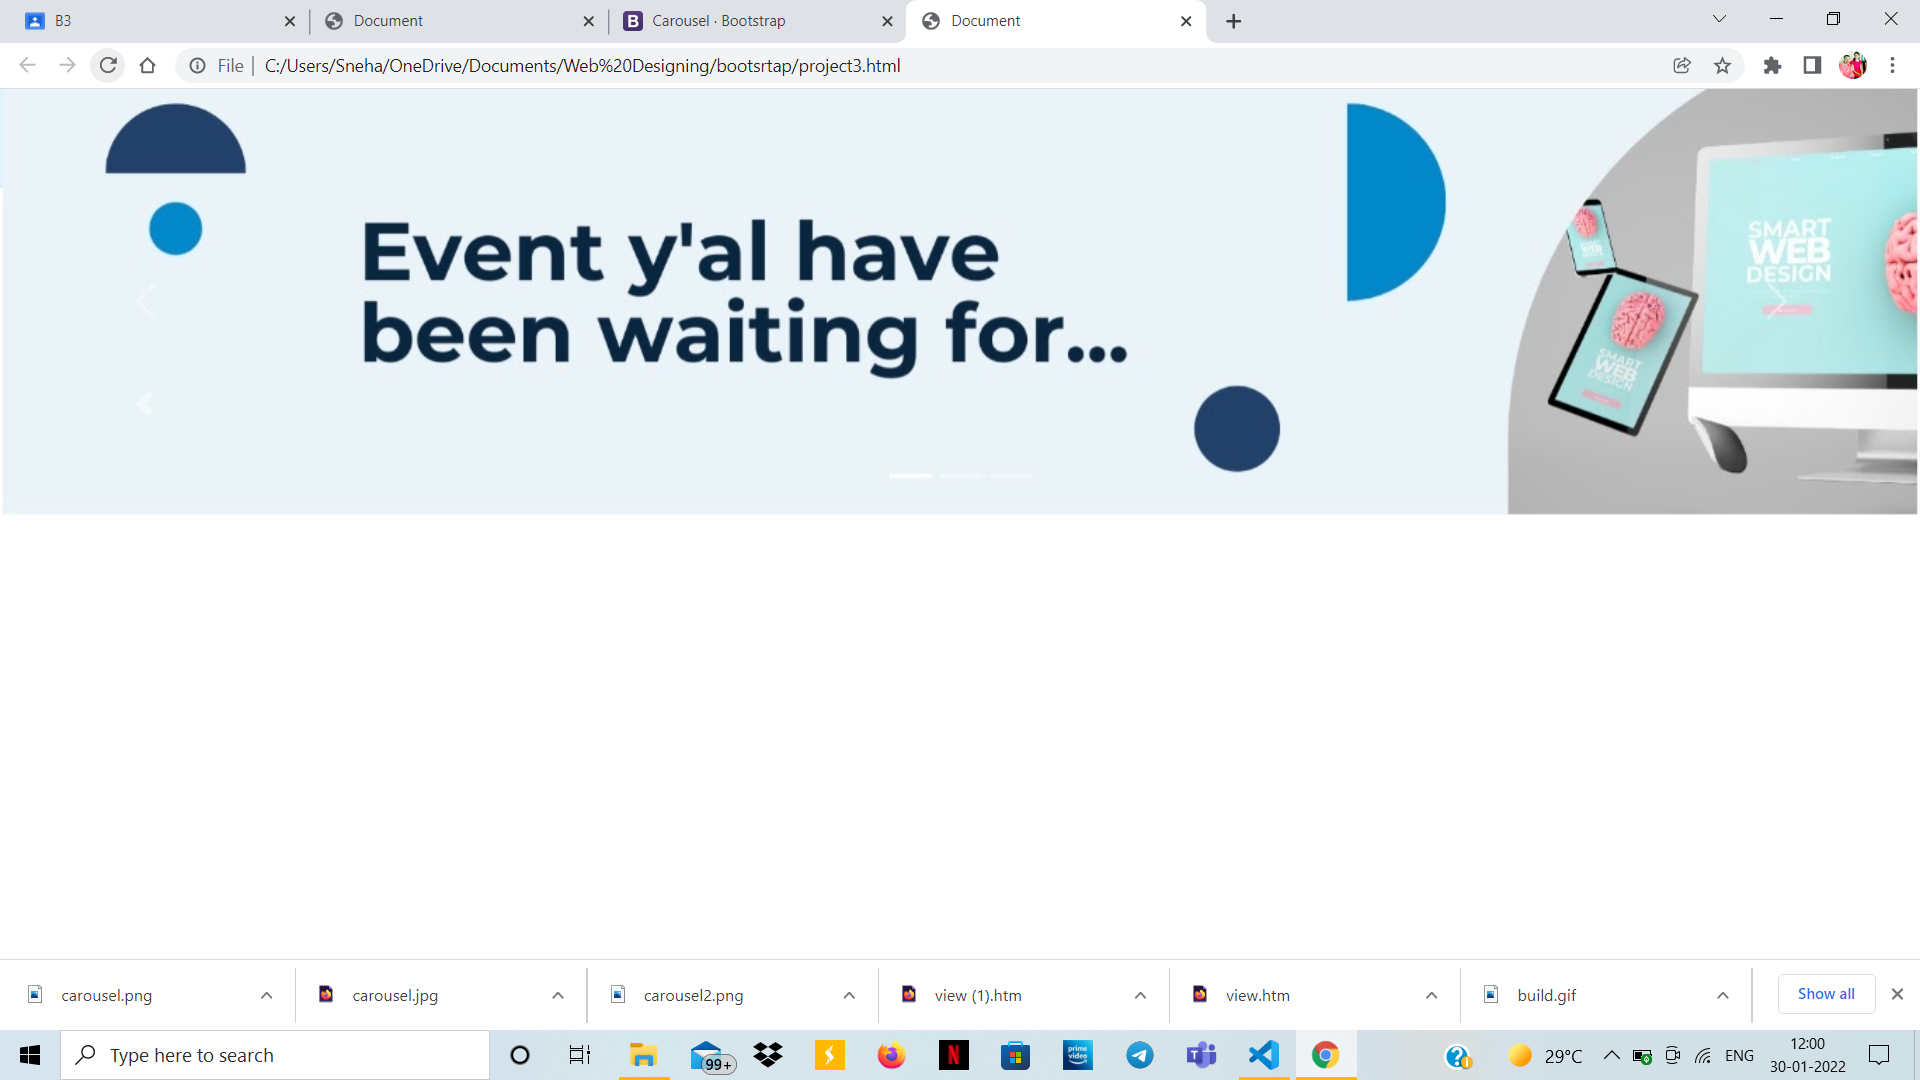 B3
Document
Carousel · Bootstrap
Document
File
C:/Users/Sneha/OneDrive/Documents/Web%20Designing/bootsrtap/project3.html
Event y'al have
been waiting for...
SMART
WEB
DESIGN
SMART
WEB
DESIGN
carousel.png
carousel.jpg
carousel2.png
view (1).htm
view.htm
build.gif
Show all
Type here to search
99+
prime
video
29°C
ENG
12:00
30-01-2022